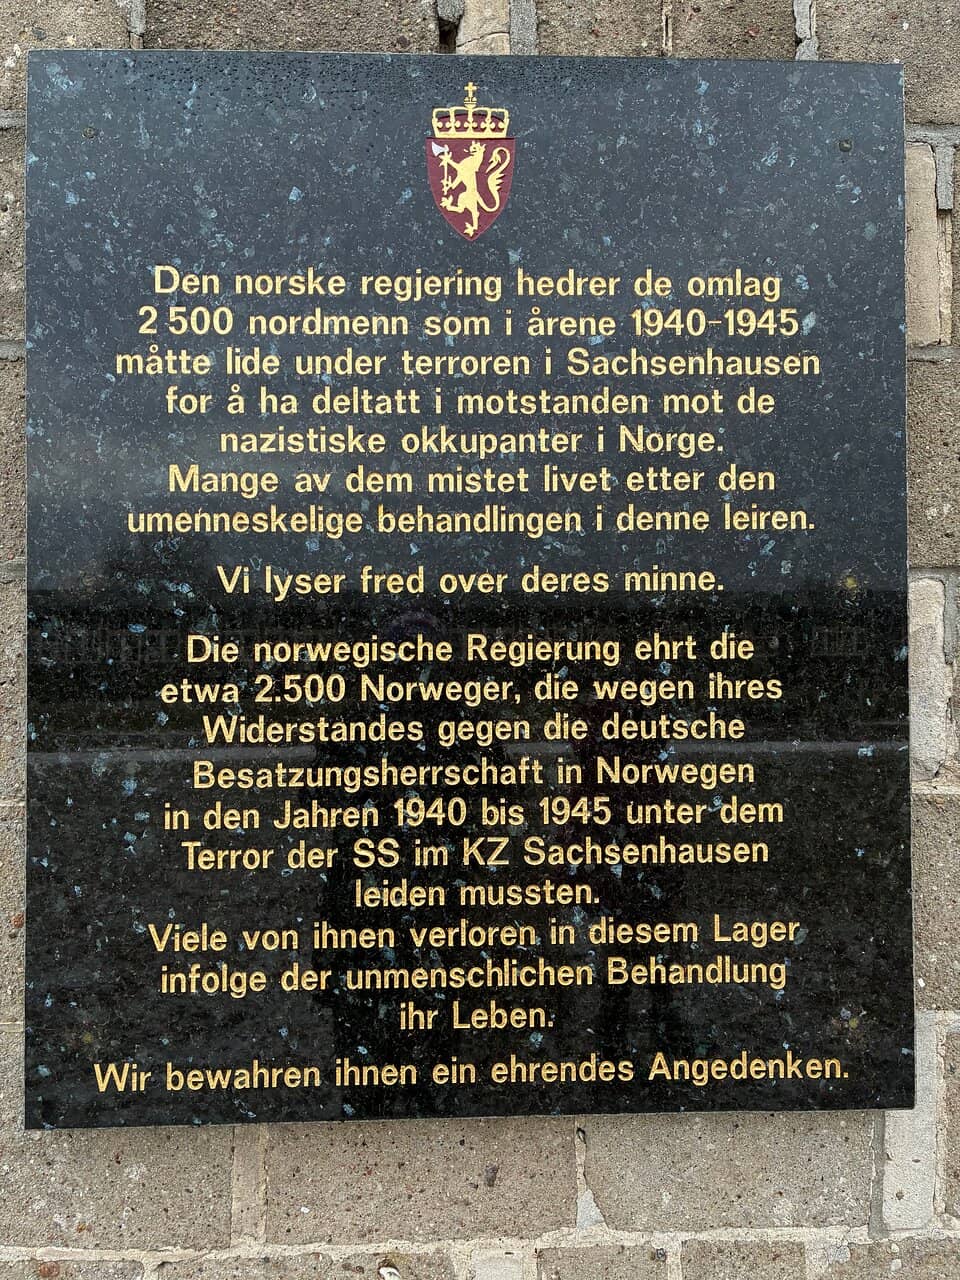 Den norske regjering hedrer de omlag
2 500 nordmenn som i årene 1940-1945
måtte lide under terroren i Sachsenhausen
for å ha deltatt i motstanden mot de
nazistiske okkupanter i Norge.
Mange av dem mistet livet etter den
umenneskelige behandlingen i denne leiren.
Vi lyser fred over deres minne.
Die norwegische Regierung ehrt die
etwa 2.500 Norweger, die wegen ihres
Widerstandes gegen die deutsche
Besatzungsherrschaft in Norwegen
in den Jahren 1940 bis 1945 unter dem
Terror der SS im KZ Sachsenhausen
leiden mussten.
Viele von ihnen verloren in diesem Lager
infolge der unmenschlichen Behandlung
ihr Leben.
Wir bewahren ihnen ein ehrendes Angedenken.